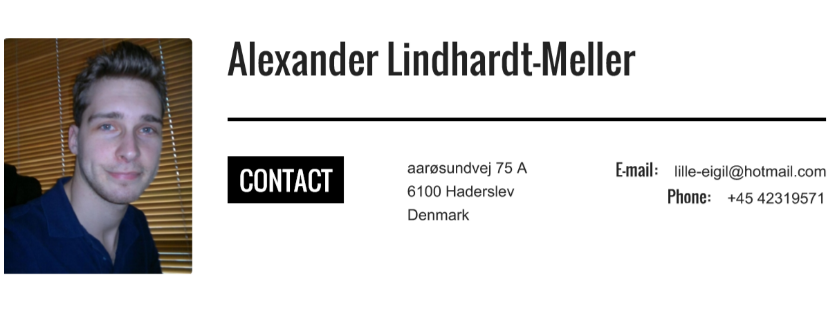 Alexander Lindhardt-Meller
CONTACT
aarøsundvej 75 A
6100 Haderslev
Denmark
E-mail: lille-eigil@hotmail.com
Phone: +45 42319571